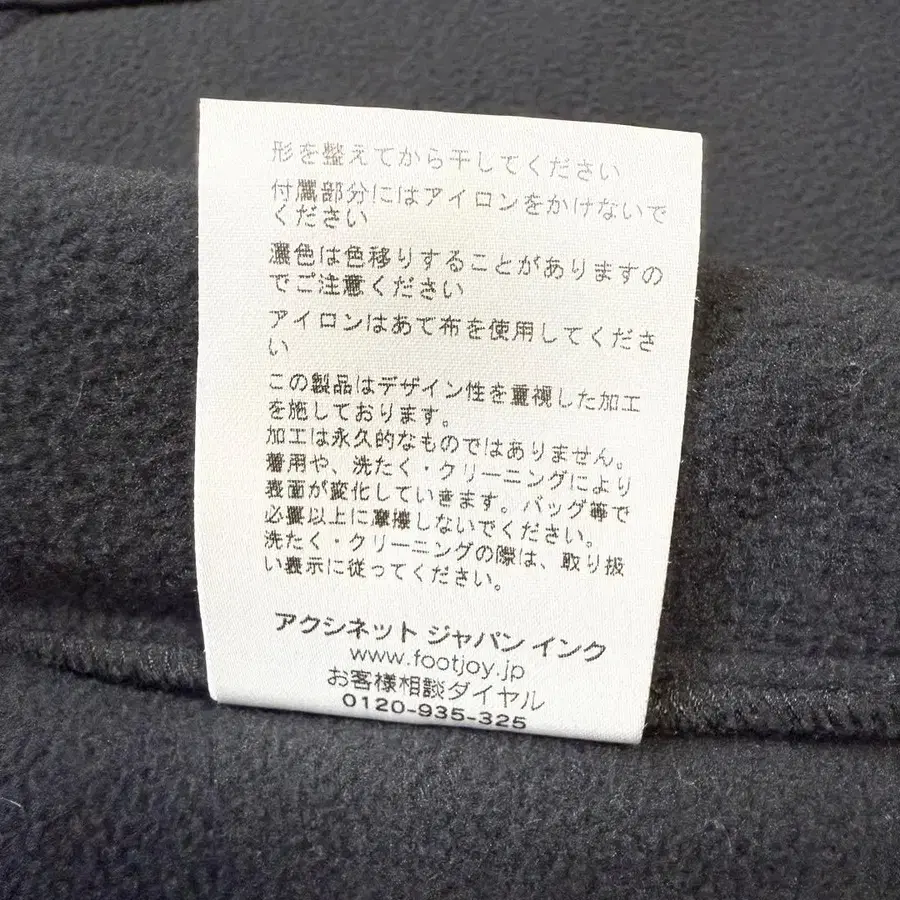 形を整えてから干してください
付属部分にはアイロンをかけないで
ください
濃色は色移りすることがありますの
でご注意ください
アイロンはあて布を使用してくださ
い
この製品はデザイン性を重視した加工
を施しております。
加工は永久的なものではありません。
着用や、洗たく・クリーニングにより
表面が変化していきます。バッグ等で
必要以上に摩擦しないでください。
洗たく・クリーニングの際は、取り扱
い表示に従ってください。
アクシネット ジャパン インク
www.footjoy.jp
お客様相談ダイヤル
0120-935-325